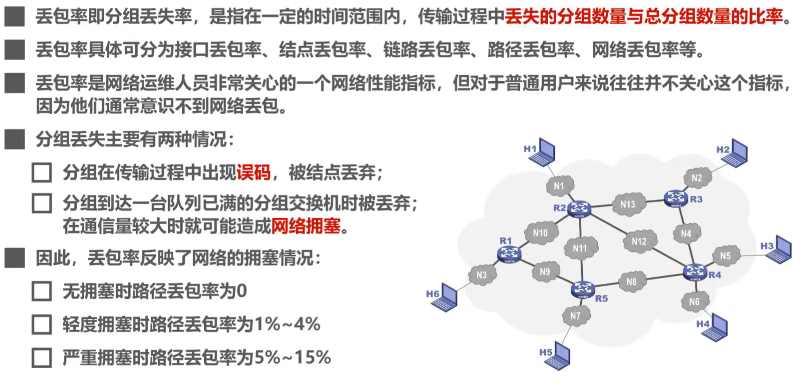 丢包率即分组丢失率，是指在一定的时间范围内，传输过程中丢失的分组数量与总分组数量的比率。
丢包率具体可分为接口丢包率、结点丢包率、链路丢包率、路径丢包率、网络丢包率等。
丢包率是网络运维人员非常关心的一个网络性能指标，但对于普通用户来说往往并不关心这个指标，
因为他们通常意识不到网络丢包。
分组丢失主要有两种情况：
分组在传输过程中出现误码，被结点丢弃；
分组到达一台队列已满的分组交换机时被丢弃；
在通信量较大时就可能造成网络拥塞。
因此，丢包率反映了网络的拥塞情况：
无拥塞时路径丢包率为0
轻度拥塞时路径丢包率为1%~4%
严重拥塞时路径丢包率为5%~15%
H1
H2
N1
N2
R2
N13
R3
R1
N10
N11
N12
N4
H3
N3
N9
N5
N8
R4
H6
R5
N7
N6
H4
H5